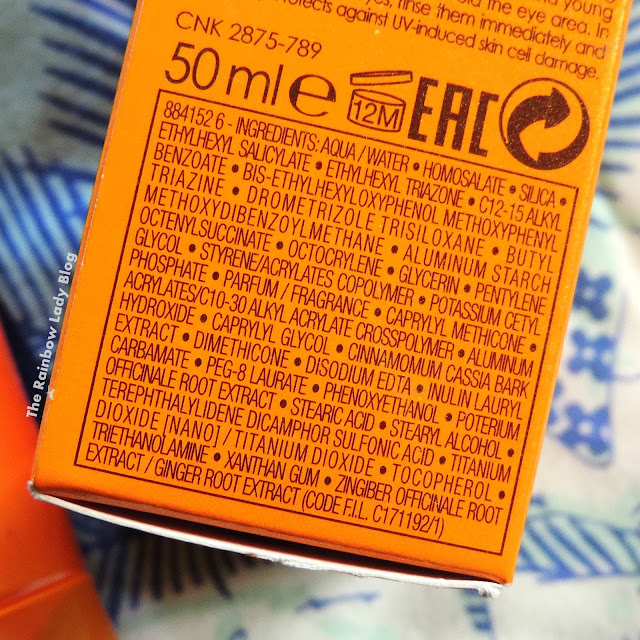 the eye area. In
rinse them immediately and
rotects against UV-induced skin cell damage.
CNK 2875-789
50 ml e
12M
EAC
884152 6 - INGREDIENTS: AQUA / WATER • HOMOSALATE • SILICA •
ETHYLHEXYL SALICYLATE • ETHYLHEXYL TRIAZONE • C12-15 ALKYL
BENZOATE • BIS-ETHYLHEXYLOXYPHENOL METHOXYPHENYL
TRIAZINE • DROMETRIZOLE TRISILOXANE • BUTYL
METHOXYDIBENZOYLMETHANE • ALUMINUM STARCH
OCTENYLSUCCINATE • OCTOCRYLENE • GLYCERIN • PENTYLENE
GLYCOL • STYRENE/ACRYLATES COPOLYMER • POTASSIUM CETYL
PHOSPHATE • PARFUM / FRAGRANCE • CAPRYLYL METHICONE •
ACRYLATES/C10-30 ALKYL ACRYLATE CROSSPOLYMER • ALUMINUM
HYDROXIDE • CAPRYLYL GLYCOL • CINNAMOMUM CASSIA BARK
EXTRACT • DIMETHICONE • DISODIUM EDTA • INULIN LAURYL
CARBAMATE • PEG-8 LAURATE • PHENOXYETHANOL • POTERIUM
OFFICINALE ROOT EXTRACT • STEARIC ACID • STEARYL ALCOHOL •
TEREPHTHALYLIDENE DICAMPHOR SULFONIC ACID • TITANIUM
DIOXIDE [NANO] / TITANIUM DIOXIDE • TOCOPHEROL •
TRIETHANOLAMINE • XANTHAN GUM • ZINGIBER OFFICINALE ROOT
EXTRACT / GINGER ROOT EXTRACT (CODE F.I.L. C171192/1)
The Rainbow Lady Blog